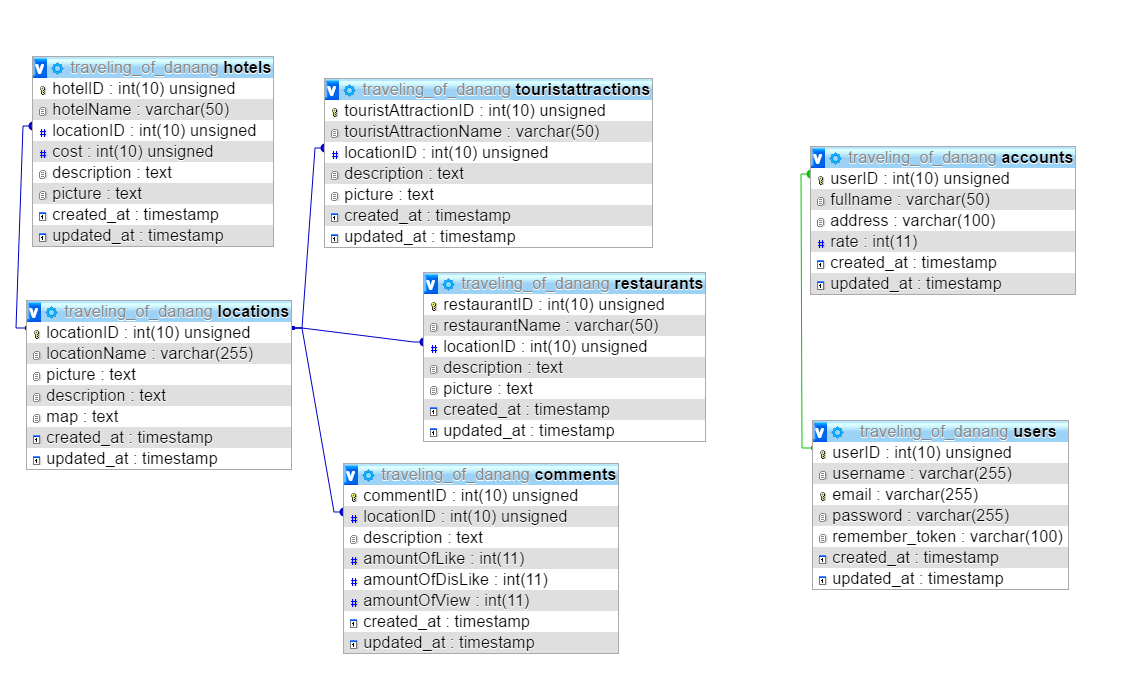 v traveling_of_danang hotels
hotelID : int(10) unsigned
hotelName : varchar(50)
# locationID : int(10) unsigned
# cost : int(10) unsigned
description : text
picture : text
created_at : timestamp
updated_at : timestamp
v traveling_of_danang touristattractions
touristAttractionID : int(10) unsigned
touristAttractionName : varchar(50)
# locationID : int(10) unsigned
description : text
picture : text
created_at : timestamp
updated_at : timestamp
v traveling_of_danang accounts
userID : int(10) unsigned
fullname : varchar(50)
address : varchar(100)
# rate : int(11)
created_at : timestamp
updated_at : timestamp
v traveling_of_danang locations
locationID : int(10) unsigned
locationName : varchar(255)
picture : text
description : text
map : text
created_at : timestamp
updated_at : timestamp
v traveling_of_danang restaurants
restaurantID : int(10) unsigned
restaurantName : varchar(50)
# locationID : int(10) unsigned
description : text
picture : text
created_at : timestamp
updated_at : timestamp
v traveling_of_danang comments
commentID : int(10) unsigned
# locationID : int(10) unsigned
description : text
# amountOfLike : int(11)
# amountOfDisLike : int(11)
# amountOfView : int(11)
created_at : timestamp
updated_at : timestamp
v traveling_of_danang users
userID : int(10) unsigned
username : varchar(255)
email : varchar(255)
password : varchar(255)
remember_token : varchar(100)
created_at : timestamp
updated_at : timestamp